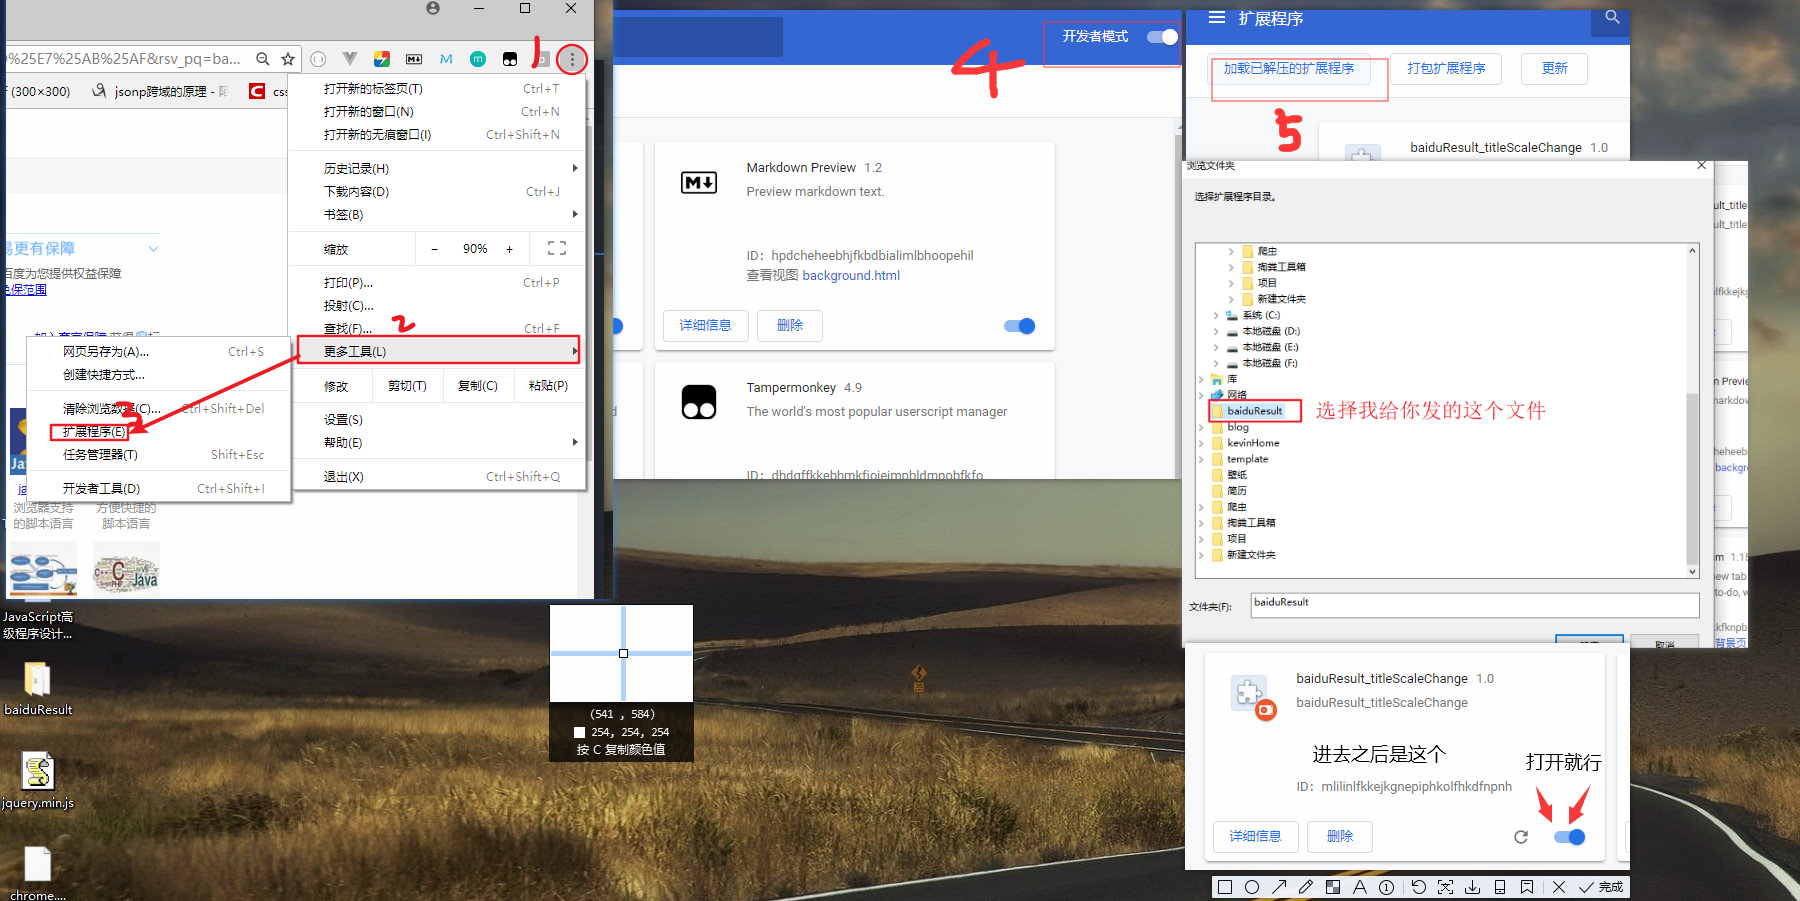 9%25E7%25AB%25AF&rsv_pq=ba...
f (300×300)
jsonp跨域的原理 - 阳
css
打开新的标签页(T) Ctrl+T
打开新的窗口(N) Ctrl+N
打开新的无痕窗口(I) Ctrl+Shift+N
历史记录(H)
下载内容(D) Ctrl+J
书签(B)
缩放 - 90% +
打印(P)... Ctrl+P
投射(C)...
查找(F)... Ctrl+F
更多工具(L)
修改 剪切(T) 复制(C) 粘贴(P)
设置(S)
帮助(E)
退出(X) Ctrl+Shift+Q
1
2
3
易更有保障
百度为您提供权益保障
网页另存为(A)... Ctrl+S
创建快捷方式...
清除浏览数据(C)... Ctrl+Shift+Del
扩展程序(E)
任务管理器(T) Shift+Esc
开发者工具(D) Ctrl+Shift+I
浏览器支持
的脚本语言
方便快捷的
脚本语言
JavaScript高
级程序设计...
baiduResult
jquery.min.js
chrome....
4
开发者模式
Markdown Preview 1.2
Preview markdown text.
ID：hpdcheheebhjfkbdbialimlbhoopehil
查看视图 background.html
详细信息 删除
Tampermonkey 4.9
The world's most popular userscript manager
ID：dhdgffkkebhmkfjojejmpbldmpobfkfo
(541 , 584)
254, 254, 254
按 C 复制颜色值
扩展程序
加载已解压的扩展程序 打包扩展程序 更新
5
baiduResult_titleScaleChange 1.0
浏览文件夹
选择扩展程序目录。
爬虫
掏粪工具箱
项目
新建文件夹
系统 (C:)
本地磁盘 (D:)
本地磁盘 (E:)
本地磁盘 (F:)
库
网络
baiduResult
选择我给你发的这个文件
blog
kevinHome
template
壁纸
简历
爬虫
掏粪工具箱
项目
新建文件夹
文件夹(F): baiduResult
取消
背景页
baiduResult_titleScaleChange 1.0
baiduResult_titleScaleChange
进去之后是这个
打开就行
ID：mlilinlfkkejkgnepiphkolfhkdfnpnh
详细信息 删除
完成